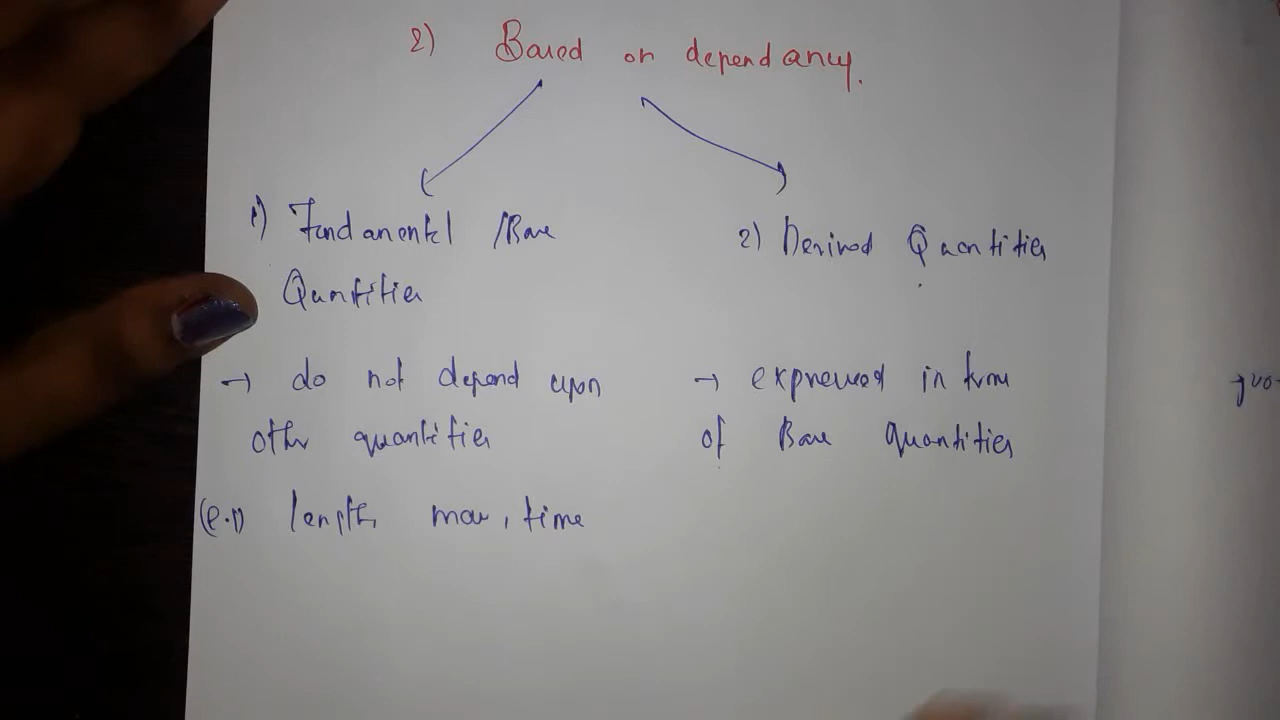 2) Based on dependancy.
1) Fundamental /Base
Quantities
2) Derived Quantities
→ do not depend upon
other quantities
→ expressed in term
of Base quantities
(e.g) length, mass, time